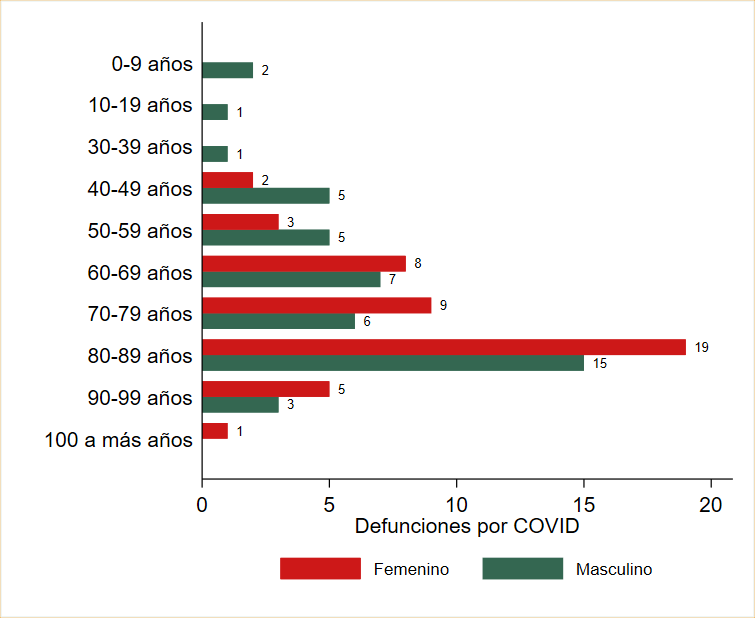 0-9 años 2
10-19 años 1
30-39 años 1
40-49 años 2
5
50-59 años 3
5
60-69 años 8
7
70-79 años 9
6
80-89 años 19
15
90-99 años 5
3
100 a más años 1
0 5 10 15 20
Defunciones por COVID
Femenino Masculino